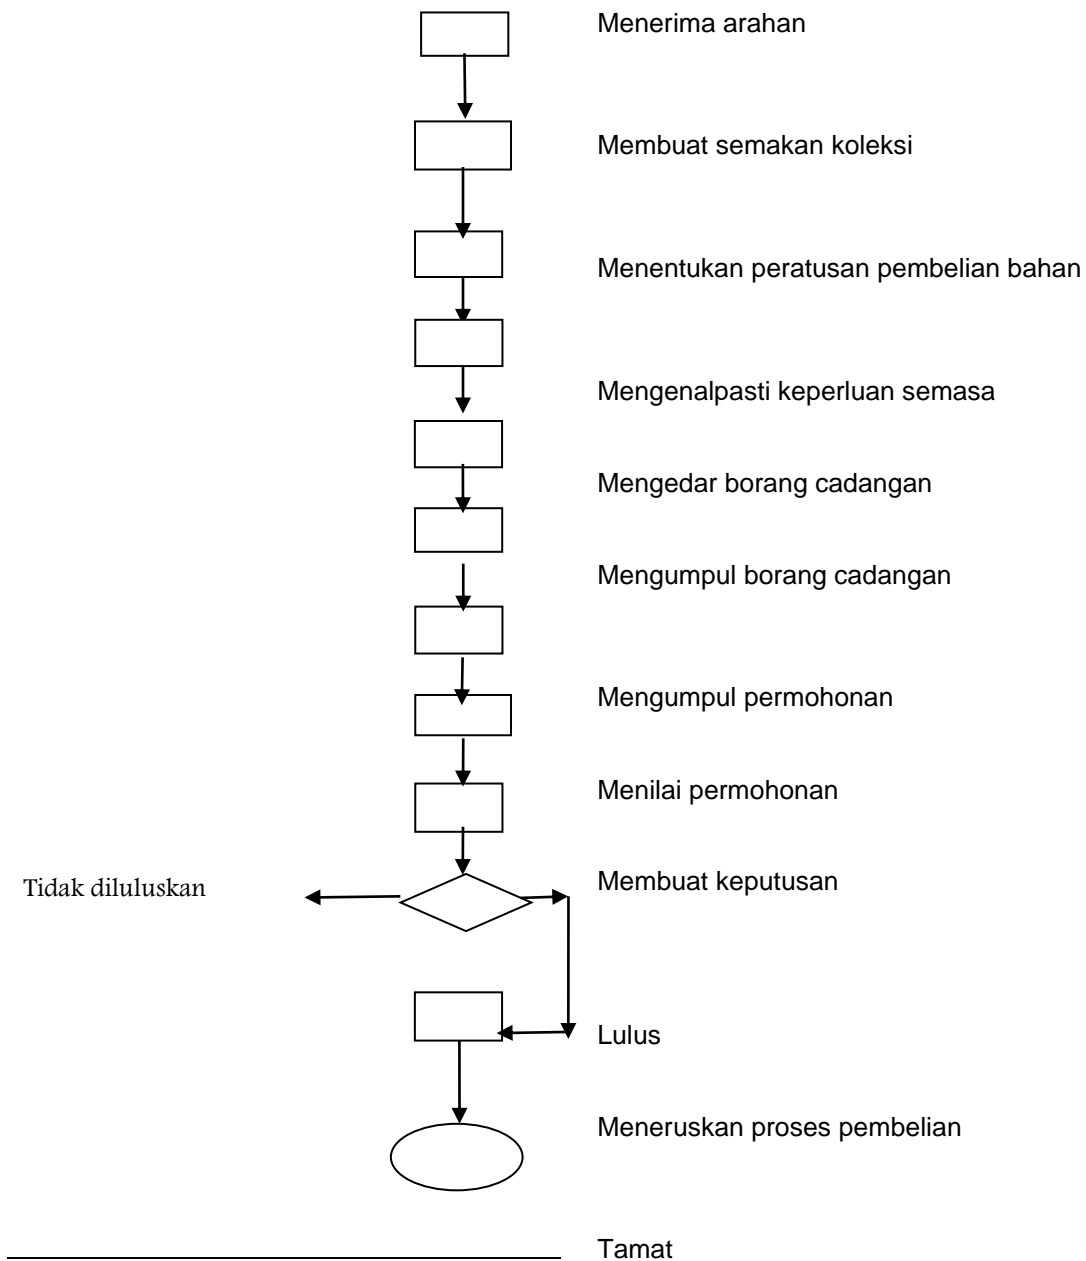 Menerima arahan
Membuat semakan koleksi
Menentukan peratusan pembelian bahan
Mengenalpasti keperluan semasa
Mengedar borang cadangan
Mengumpul borang cadangan
Mengumpul permohonan
Menilai permohonan
Tidak diluluskan
Membuat keputusan
Lulus
Meneruskan proses pembelian
Tamat